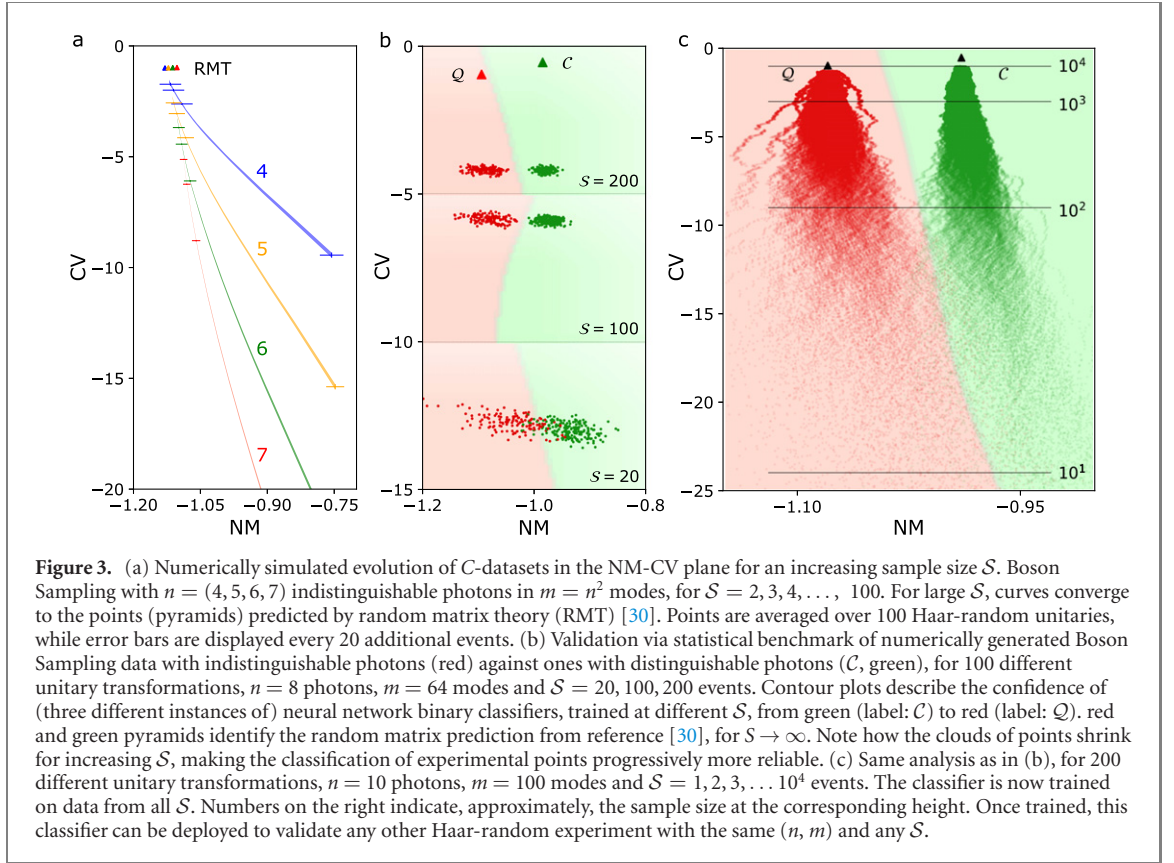 a
0
RMT
−5
4
CV
−10
5
6
−15
7
−20
−1.20 −1.05 −0.90 −0.75
NM
b
0
Q C
S = 200
−5
CV
S = 100
−10
S = 20
−15
−1.2 −1.0 −0.8
NM
c
0
Q C 10⁴
10³
−5
10²
CV
−10
−15
−20
10¹
−25
−1.10 −0.95
NM
Figure 3. (a) Numerically simulated evolution of C-datasets in the NM-CV plane for an increasing sample size S. Boson
Sampling with n = (4, 5, 6, 7) indistinguishable photons in m = n² modes, for S = 2, 3, 4, . . . , 100. For large S, curves converge
to the points (pyramids) predicted by random matrix theory (RMT) [30]. Points are averaged over 100 Haar-random unitaries,
while error bars are displayed every 20 additional events. (b) Validation via statistical benchmark of numerically generated Boson
Sampling data with indistinguishable photons (red) against ones with distinguishable photons (C, green), for 100 different
unitary transformations, n = 8 photons, m = 64 modes and S = 20, 100, 200 events. Contour plots describe the confidence of
(three different instances of) neural network binary classifiers, trained at different S, from green (label: C) to red (label: Q). red
and green pyramids identify the random matrix prediction from reference [30], for S → ∞. Note how the clouds of points shrink
for increasing S, making the classification of experimental points progressively more reliable. (c) Same analysis as in (b), for 200
different unitary transformations, n = 10 photons, m = 100 modes and S = 1, 2, 3, . . . 10⁴ events. The classifier is now trained
on data from all S. Numbers on the right indicate, approximately, the sample size at the corresponding height. Once trained, this
classifier can be deployed to validate any other Haar-random experiment with the same (n, m) and any S.